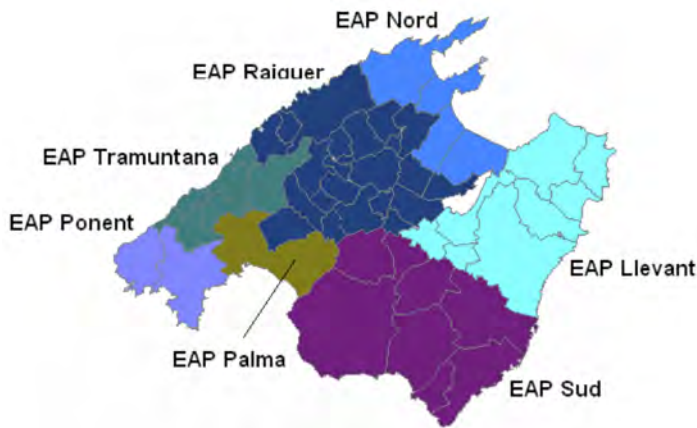 EAP Nord
EAP Raiguer
EAP Tramuntana
EAP Ponent
EAP Llevant
EAP Palma
EAP Sud